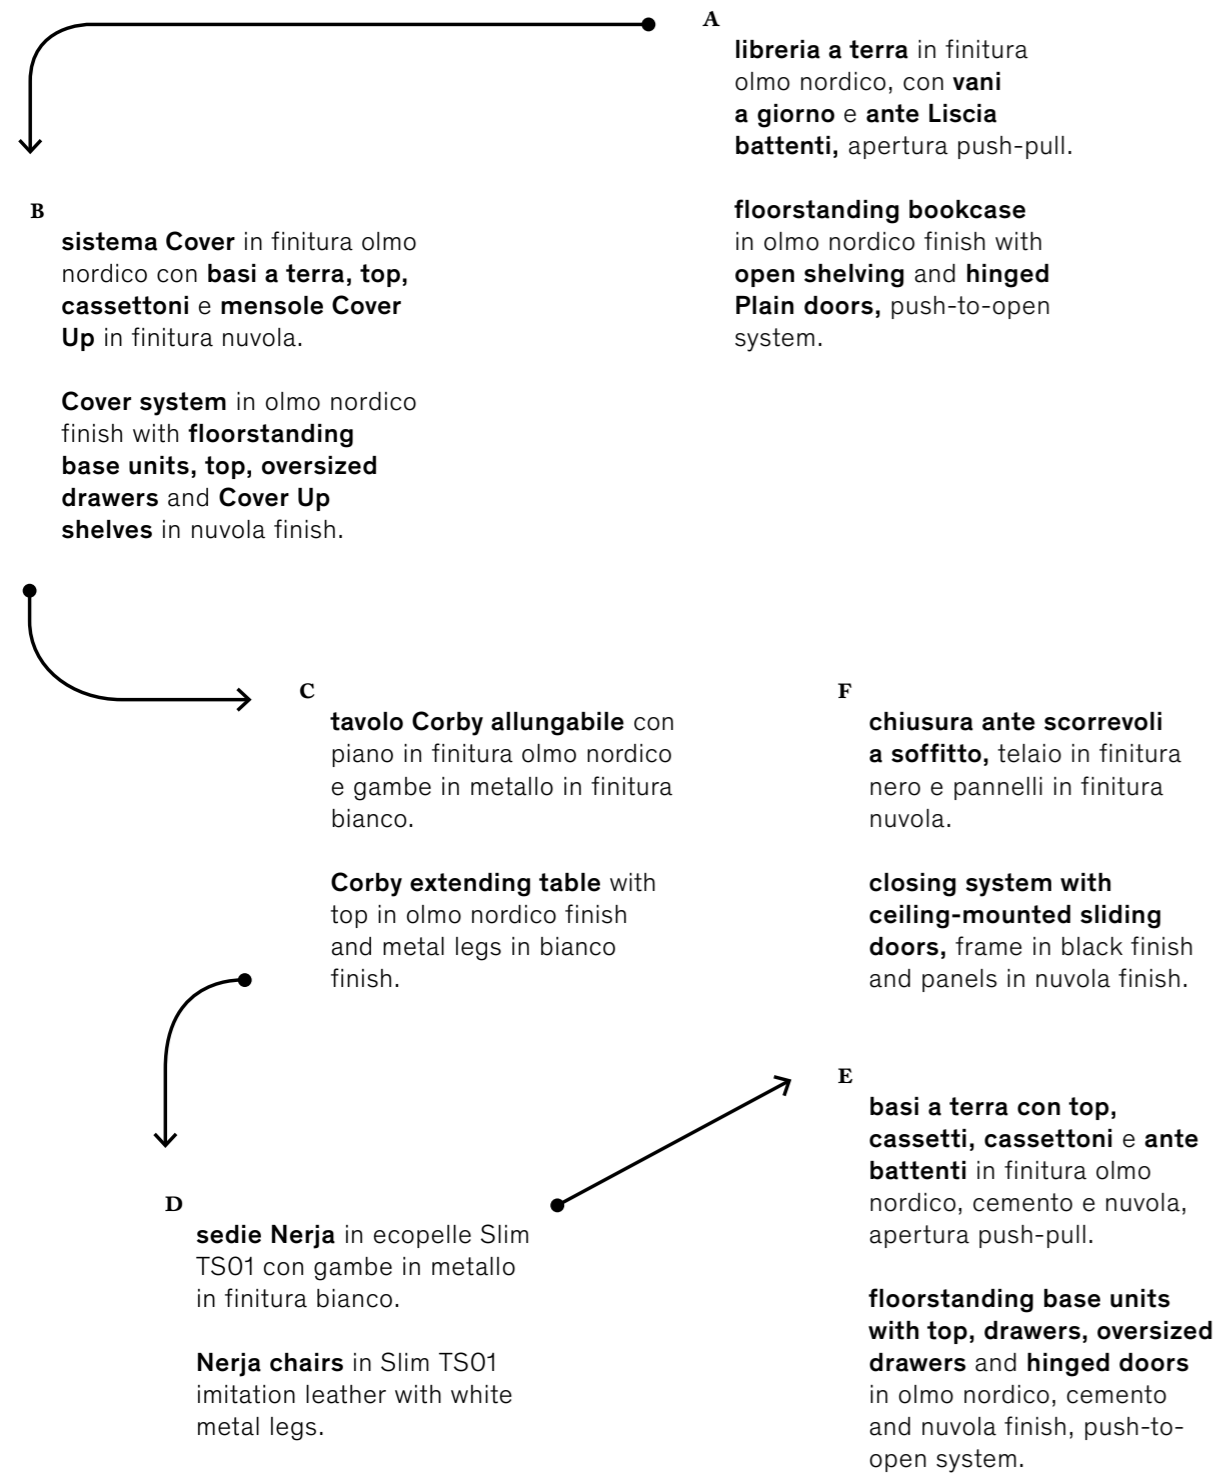 A
libreria a terra in finitura
olmo nordico, con vani
a giorno e ante Liscia
battenti, apertura push-pull.
floorstanding bookcase
in olmo nordico finish with
open shelving and hinged
Plain doors, push-to-open
system.
B
sistema Cover in finitura olmo
nordico con basi a terra, top,
cassettoni e mensole Cover
Up in finitura nuvola.
Cover system in olmo nordico
finish with floorstanding
base units, top, oversized
drawers and Cover Up
shelves in nuvola finish.
C
tavolo Corby allungabile con
piano in finitura olmo nordico
e gambe in metallo in finitura
bianco.
Corby extending table with
top in olmo nordico finish
and metal legs in bianco
finish.
D
sedie Nerja in ecopelle Slim
TS01 con gambe in metallo
in finitura bianco.
Nerja chairs in Slim TS01
imitation leather with white
metal legs.
E
basi a terra con top,
cassetti, cassettoni e ante
battenti in finitura olmo
nordico, cemento e nuvola,
apertura push-pull.
floorstanding base units
with top, drawers, oversized
drawers and hinged doors
in olmo nordico, cemento
and nuvola finish, push-to-
open system.
F
chiusura ante scorrevoli
a soffitto, telaio in finitura
nero e pannelli in finitura
nuvola.
closing system with
ceiling-mounted sliding
doors, frame in black finish
and panels in nuvola finish.